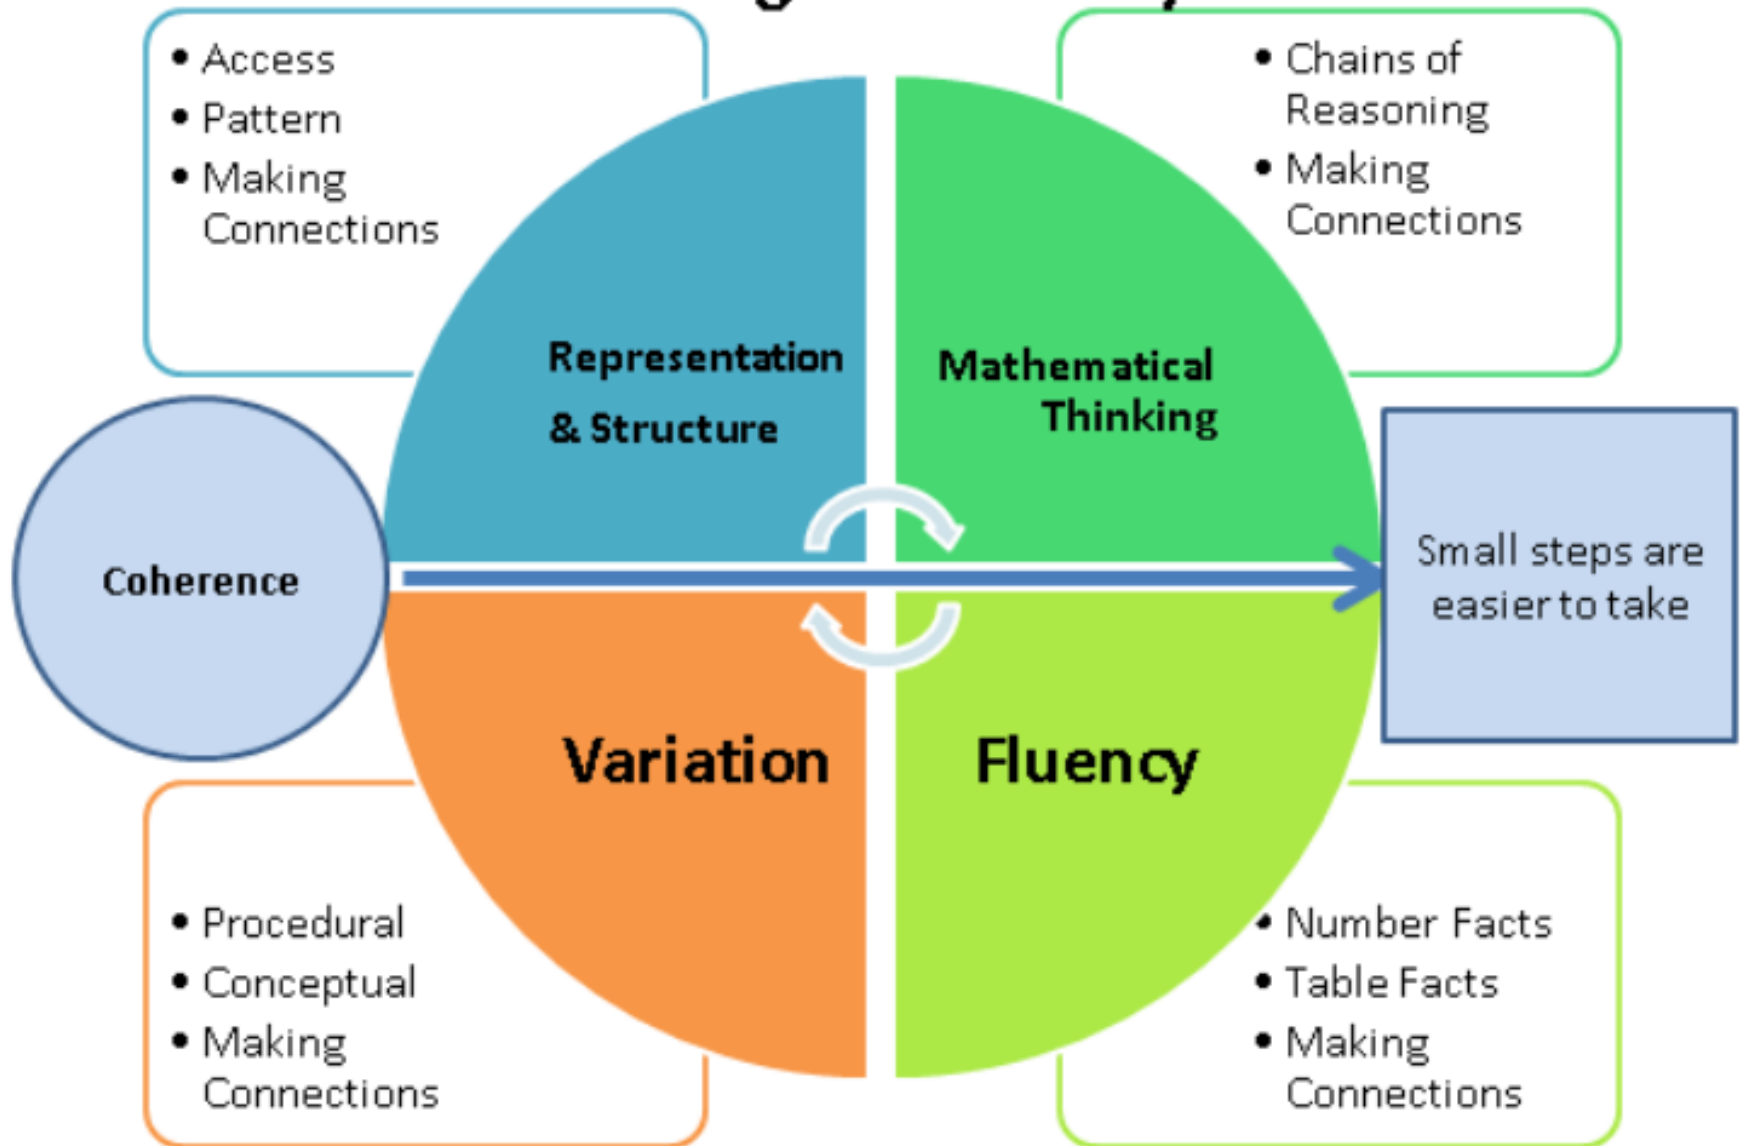 • Access
• Pattern
• Making
Connections
• Chains of
Reasoning
• Making
Connections
Representation
& Structure
Mathematical
Thinking
Coherence
Small steps are
easier to take
Variation
Fluency
• Procedural
• Conceptual
• Making
Connections
• Number Facts
• Table Facts
• Making
Connections